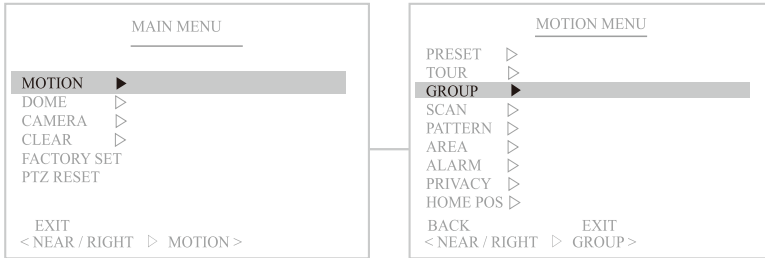 MAIN MENU
MOTION ▶
DOME ▷
CAMERA ▷
CLEAR ▷
FACTORY SET
PTZ RESET
EXIT
< NEAR / RIGHT ▷ MOTION >
MOTION MENU
PRESET ▷
TOUR ▷
GROUP ▶
SCAN ▷
PATTERN ▷
AREA ▷
ALARM ▷
PRIVACY ▷
HOME POS ▷
BACK EXIT
< NEAR / RIGHT ▷ GROUP >